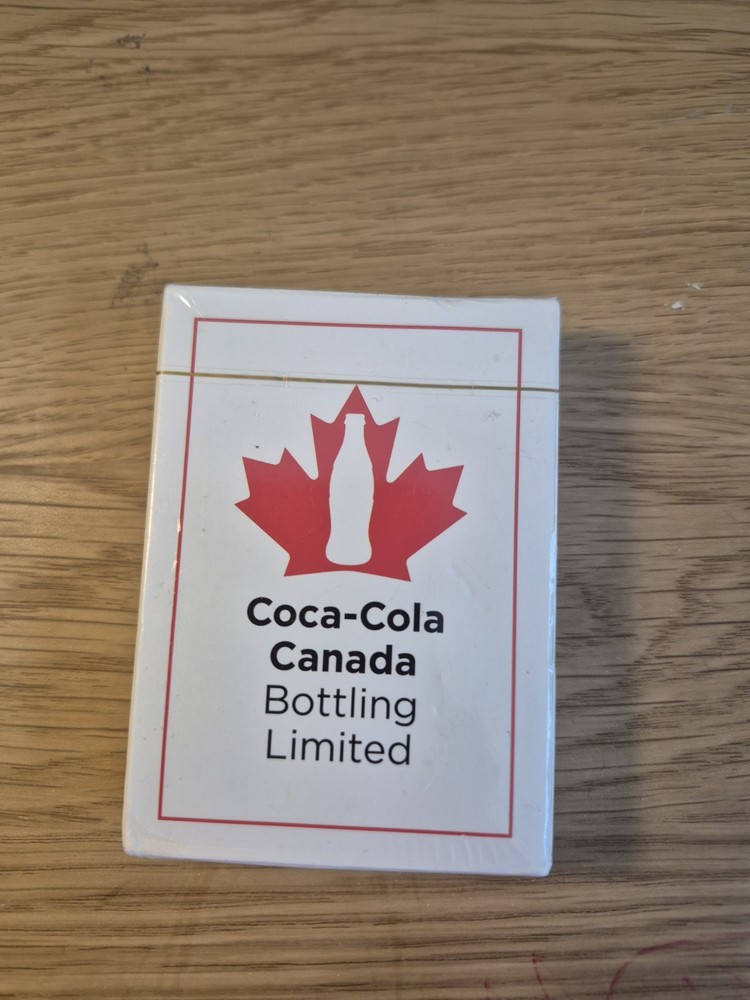 Coca-Cola
Canada
Bottling
Limited